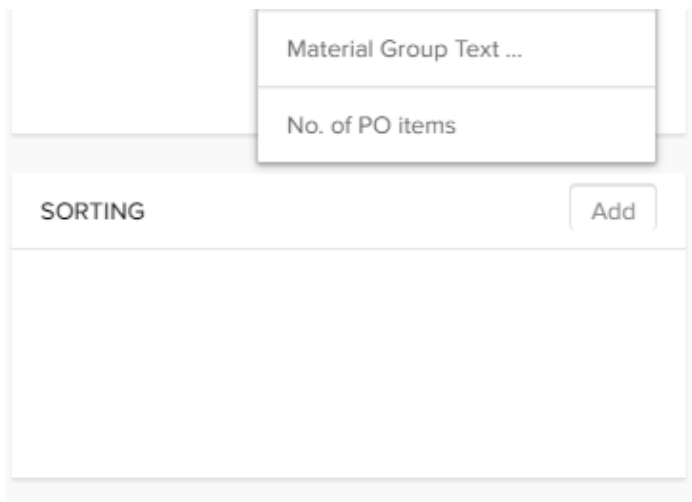 Material Group Text ...
No. of PO items
SORTING
Add